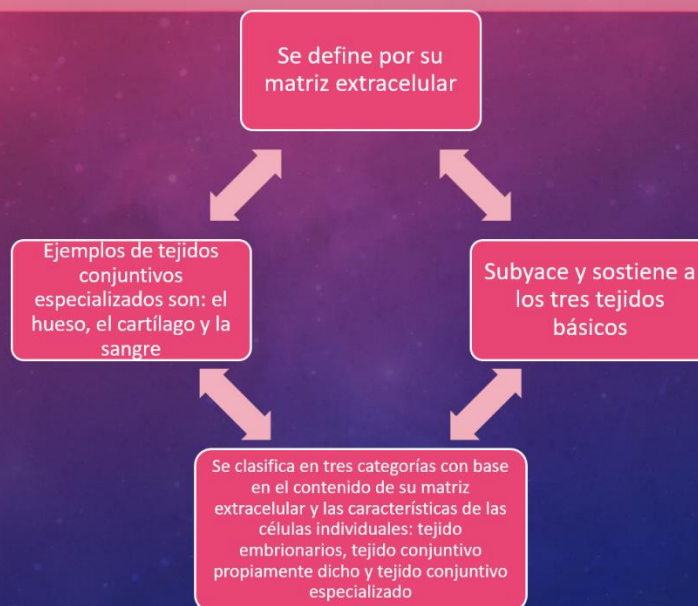 Se define por su
matriz extracelular
Ejemplos de tejidos
conjuntivos
especializados son: el
hueso, el cartílago y la
sangre
Subyace y sostiene a
los tres tejidos
básicos
Se clasifica en tres categorías con base
en el contenido de su matriz
extracelular y las características de las
células individuales: tejido
embrionarios, tejido conjuntivo
propiamente dicho y tejido conjuntivo
especializado